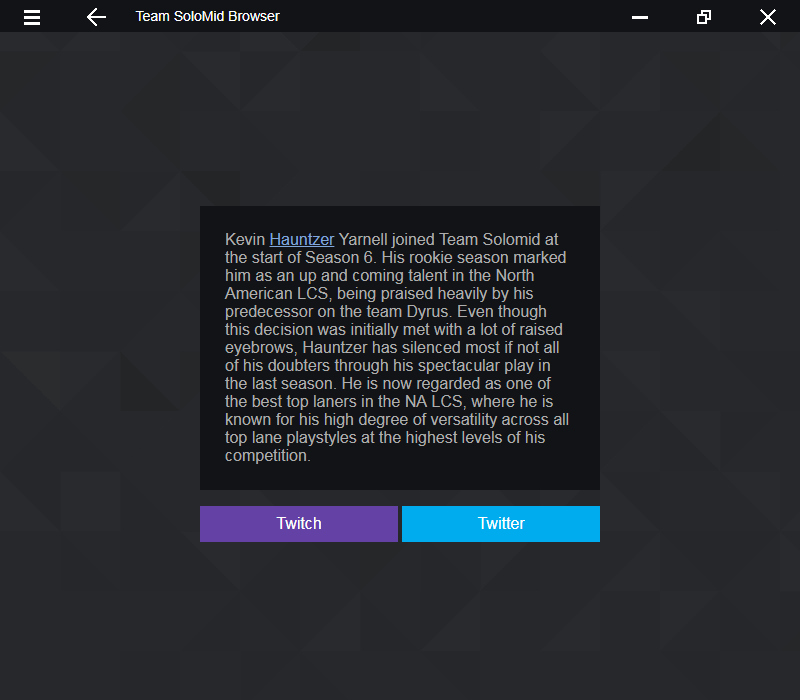 Team SoloMid Browser
Kevin Hauntzer Yarnell joined Team Solomid at
the start of Season 6. His rookie season marked
him as an up and coming talent in the North
American LCS, being praised heavily by his
predecessor on the team Dyrus. Even though
this decision was initially met with a lot of raised
eyebrows, Hauntzer has silenced most if not all
of his doubters through his spectacular play in
the last season. He is now regarded as one of
the best top laners in the NA LCS, where he is
known for his high degree of versatility across all
top lane playstyles at the highest levels of his
competition.
Twitch
Twitter